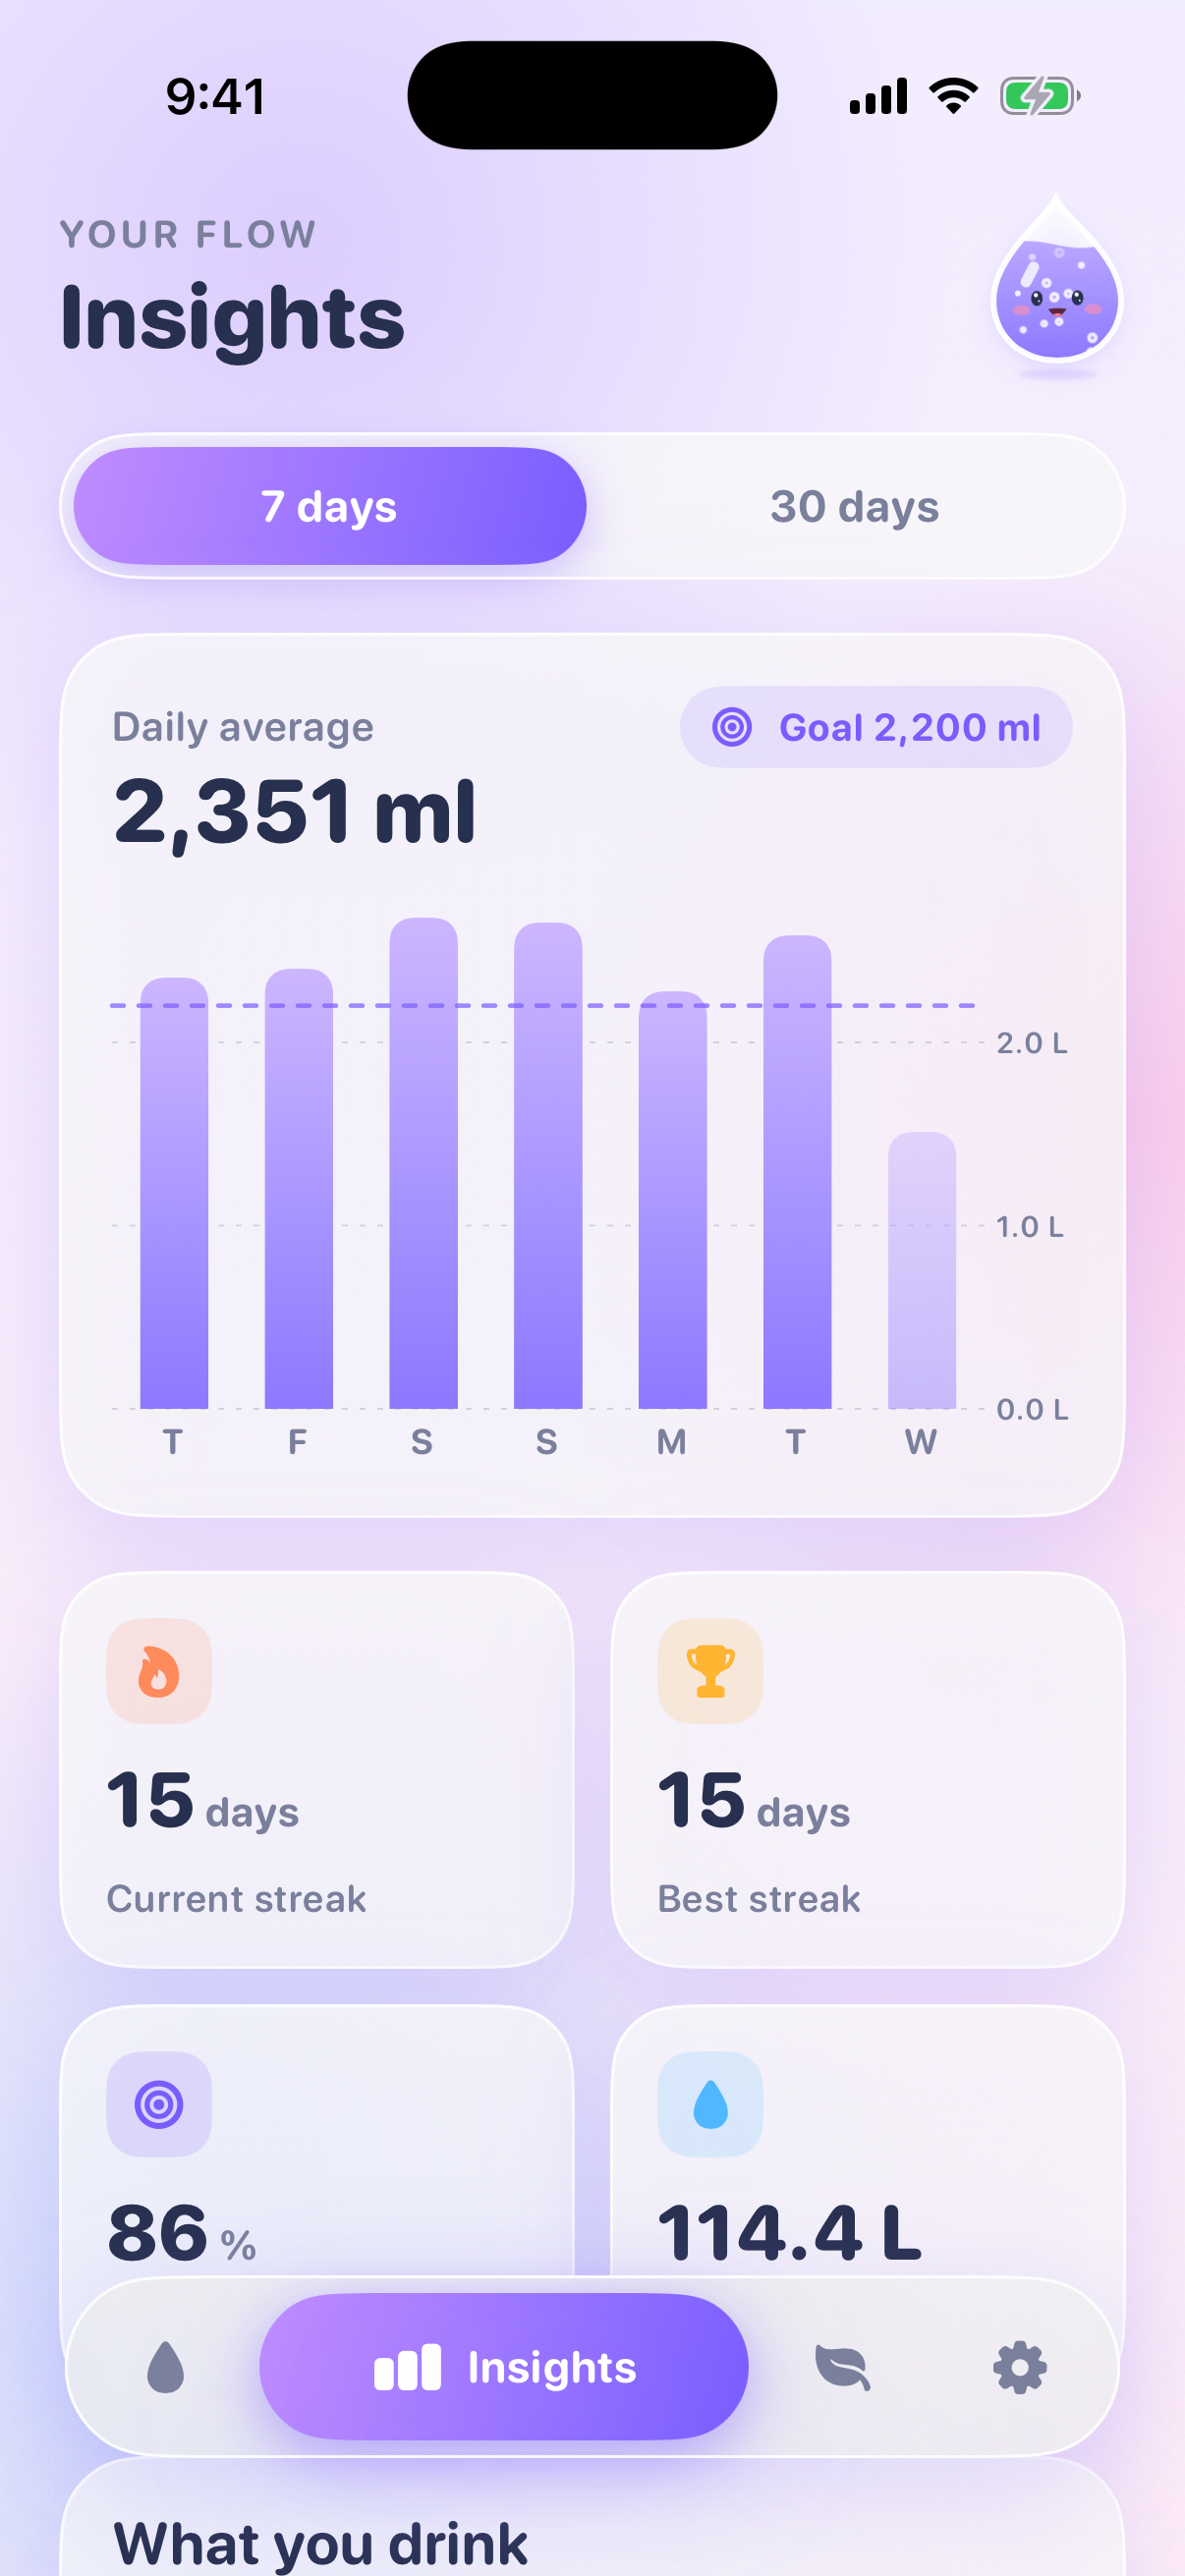 9:41
YOUR FLOW
Insights
7 days
30 days
Daily average
Goal 2,200 ml
2,351 ml
2.0 L
1.0 L
0.0 L
T F S S M T W
15 days
Current streak
15 days
Best streak
86 %
114.4 L
Insights
What you drink